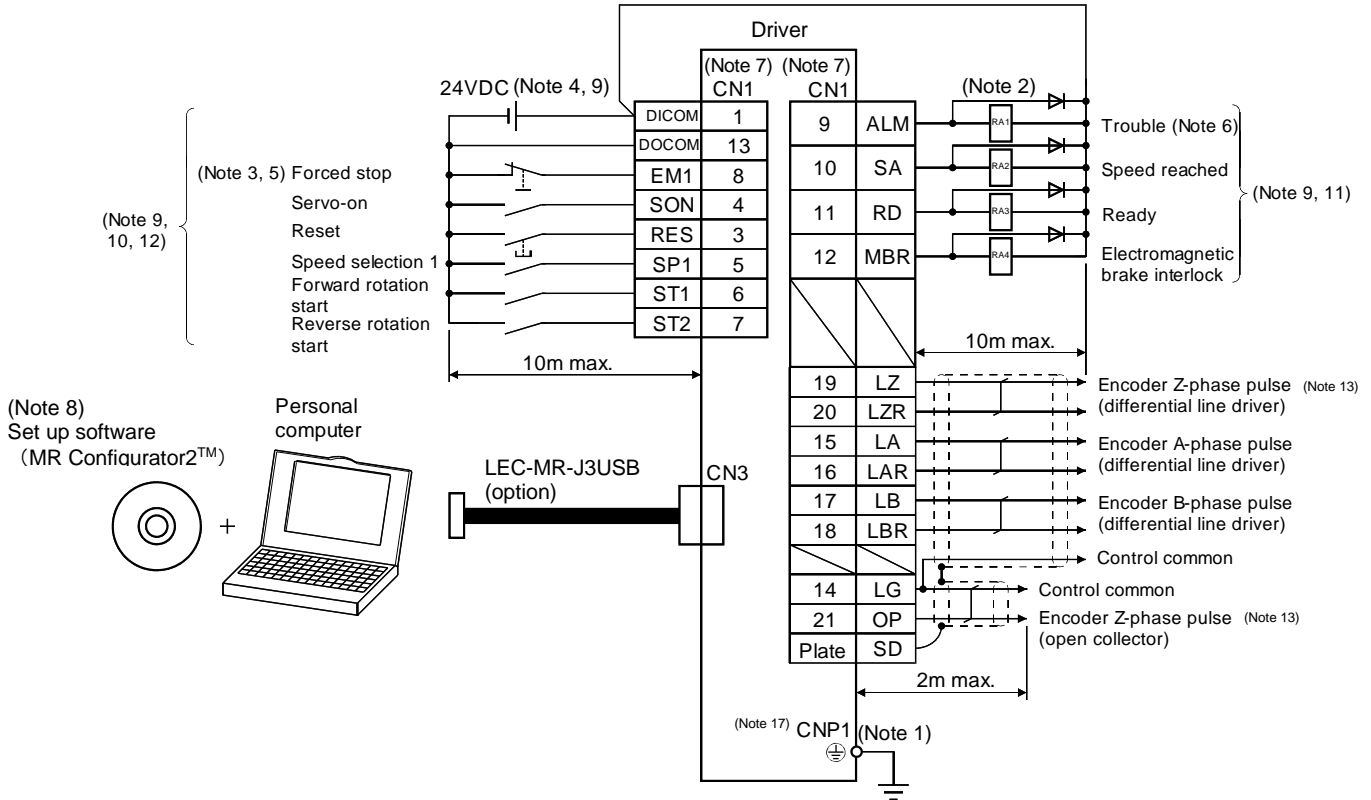 Driver
(Note 7) (Note 7)
CN1 CN1
24VDC (Note 4, 9)
(Note 2)
DICOM 1
DOCOM 13
(Note 3, 5) Forced stop EM1 8
Servo-on SON 4
Reset RES 3
Speed selection 1 SP1 5
Forward rotation
start
ST1 6
Reverse rotation
start
ST2 7
(Note 9,
10, 12)
10m max.
9 ALM RA1 Trouble (Note 6)
10 SA RA2 Speed reached
11 RD RA3 Ready
12 MBR RA4 Electromagnetic
brake interlock
(Note 9, 11)
10m max.
19 LZ Encoder Z-phase pulse (Note 13)
20 LZR (differential line driver)
15 LA Encoder A-phase pulse
16 LAR (differential line driver)
17 LB Encoder B-phase pulse
18 LBR (differential line driver)
Control common
14 LG Control common
21 OP Encoder Z-phase pulse (Note 13)
(open collector)
Plate SD
2m max.
(Note 8)
Set up software
(MR Configurator2™)
+
Personal
computer
LEC-MR-J3USB
(option)
CN3
(Note 17) CNP1 (Note 1)